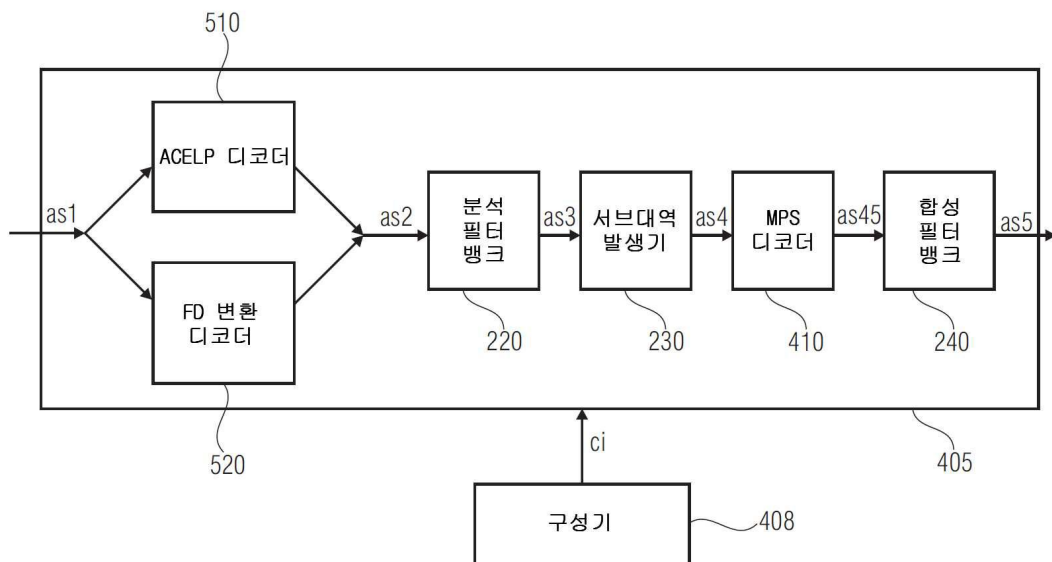 510
ACELP 디코더
as1
FD 변환
디코더
520
as2
분석
필터
뱅크
220
as3
서브대역
발생기
230
as4
MPS
디코더
410
as45
합성
필터
뱅크
240
as5
405
ci
구성기
408